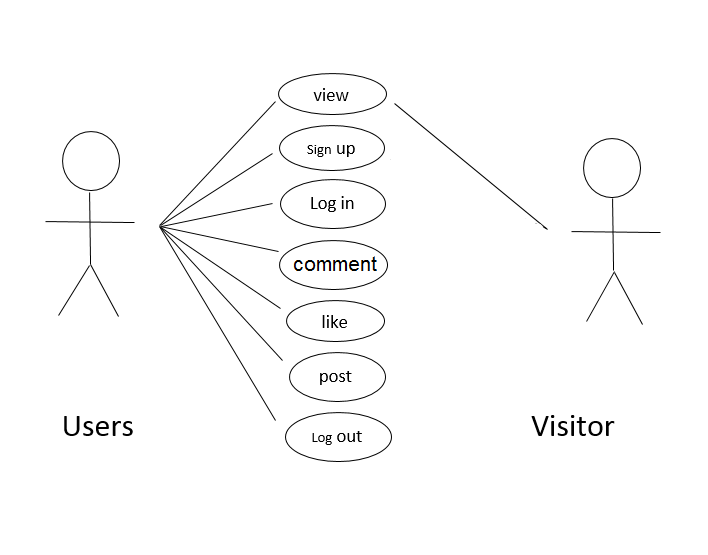 view
Sign up
Log in
comment
like
post
Log out
Users
Visitor